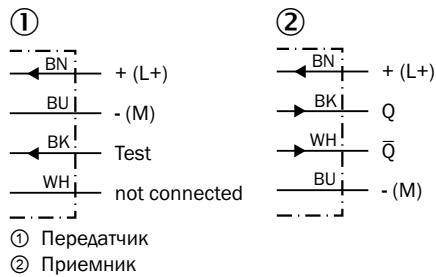 ① ②
BN + (L+)
BU - (M)
BK Test
WH not connected
BN + (L+)
BK Q
WH Q̅
BU - (M)
① Передатчик
② Приемник